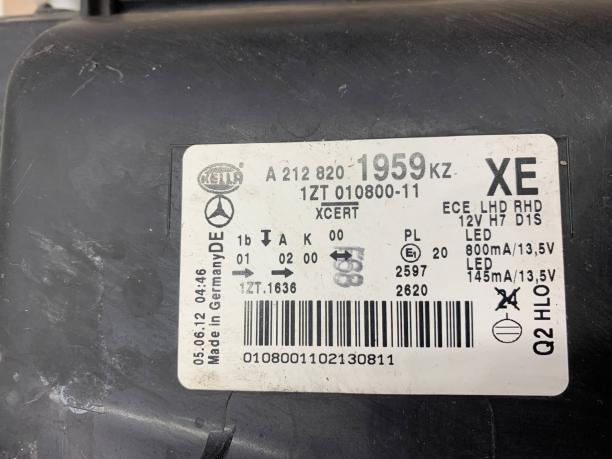 HELLA
A 212 820 1959 KZ
XE
1ZT 010800-11
XCERT
ECE LHD RHD
12V H7 D1S
LED
800mA/13,5V
LED
145mA/13,5V
1b A K 00 PL
01 02 00 E1 20
2597
1ZT.1636 2620
K68
24
Q2 HLO
0108001102130811
05.06.12 04:46
Made in Germany DE